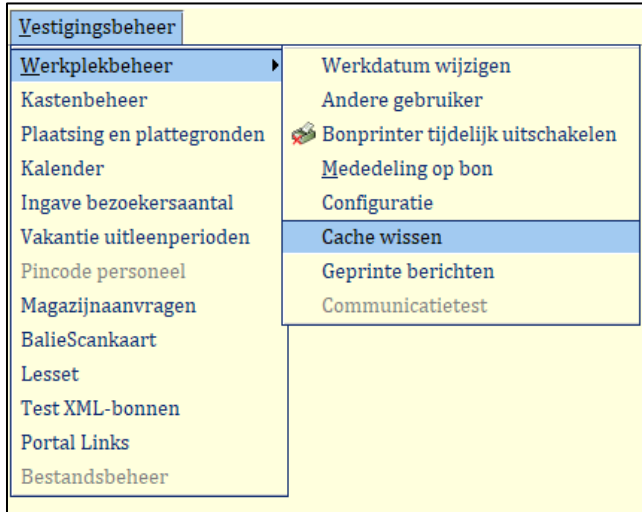 Vestigingsbeheer
Werkplekbeheer
Kastenbeheer
Plaatsing en plattegronden
Kalender
Ingave bezoekersaantal
Vakantie uitleenperioden
Pincode personeel
Magazijnaanvragen
BalieScankaart
Lesset
Test XML-bonnen
Portal Links
Bestandsbeheer
Werkdatum wijzigen
Andere gebruiker
Bonprinter tijdelijk uitschakelen
Mededeling op bon
Configuratie
Cache wissen
Geprinte berichten
Communicatietest